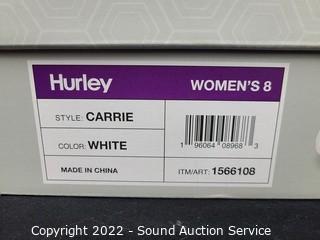 Hurley
WOMEN'S 8
STYLE: CARRIE
COLOR: WHITE
1 96064 08968 3
MADE IN CHINA
ITM/ART: 1566108
Copyright 2022 - Sound Auction Service